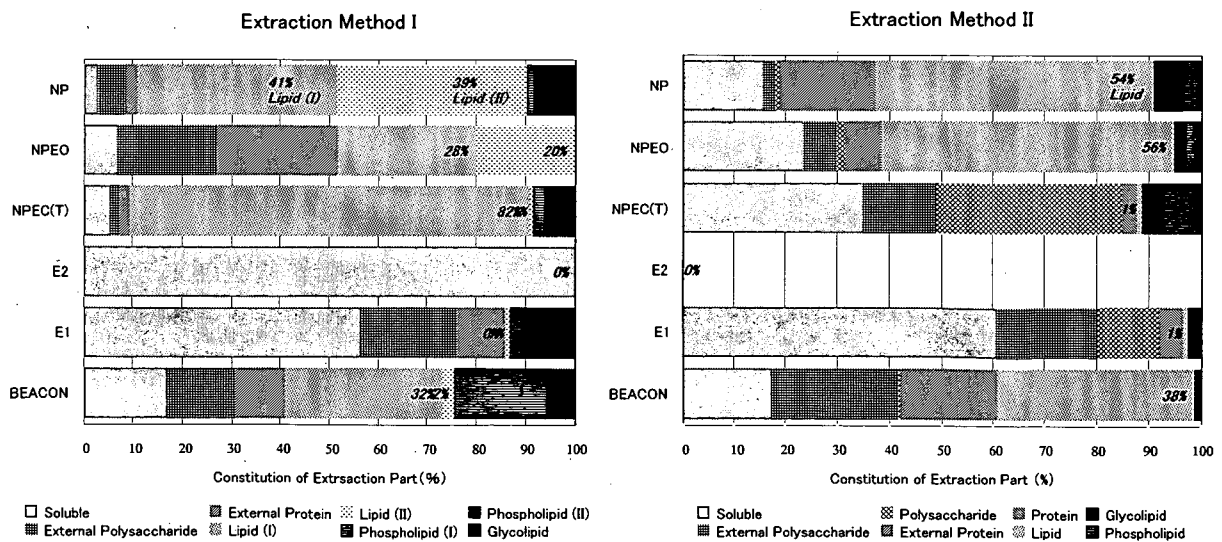 Extraction Method I
NP
41%
Lipid (I)
39%
Lipid (II)
NPEO
28%
20%
NPEC(T)
82%
E2
0%
E1
0%
BEACON
32%
2%
0 10 20 30 40 50 60 70 80 90 100
Constitution of Extrsaction Part(%)
Soluble
External Polysaccharide
External Protein
Lipid (I)
Lipid (II)
Phospholipid (I)
Phospholipid (II)
Glycolipid
Extraction Method II
NP
54%
Lipid
NPEO
56%
NPEC(T)
1%
E2
0%
E1
1%
BEACON
38%
0 10 20 30 40 50 60 70 80 90 100
Constitution of Extraction Part (%)
Soluble
External Polysaccharide
Polysaccharide
External Protein
Protein
Lipid
Glycolipid
Phospholipid